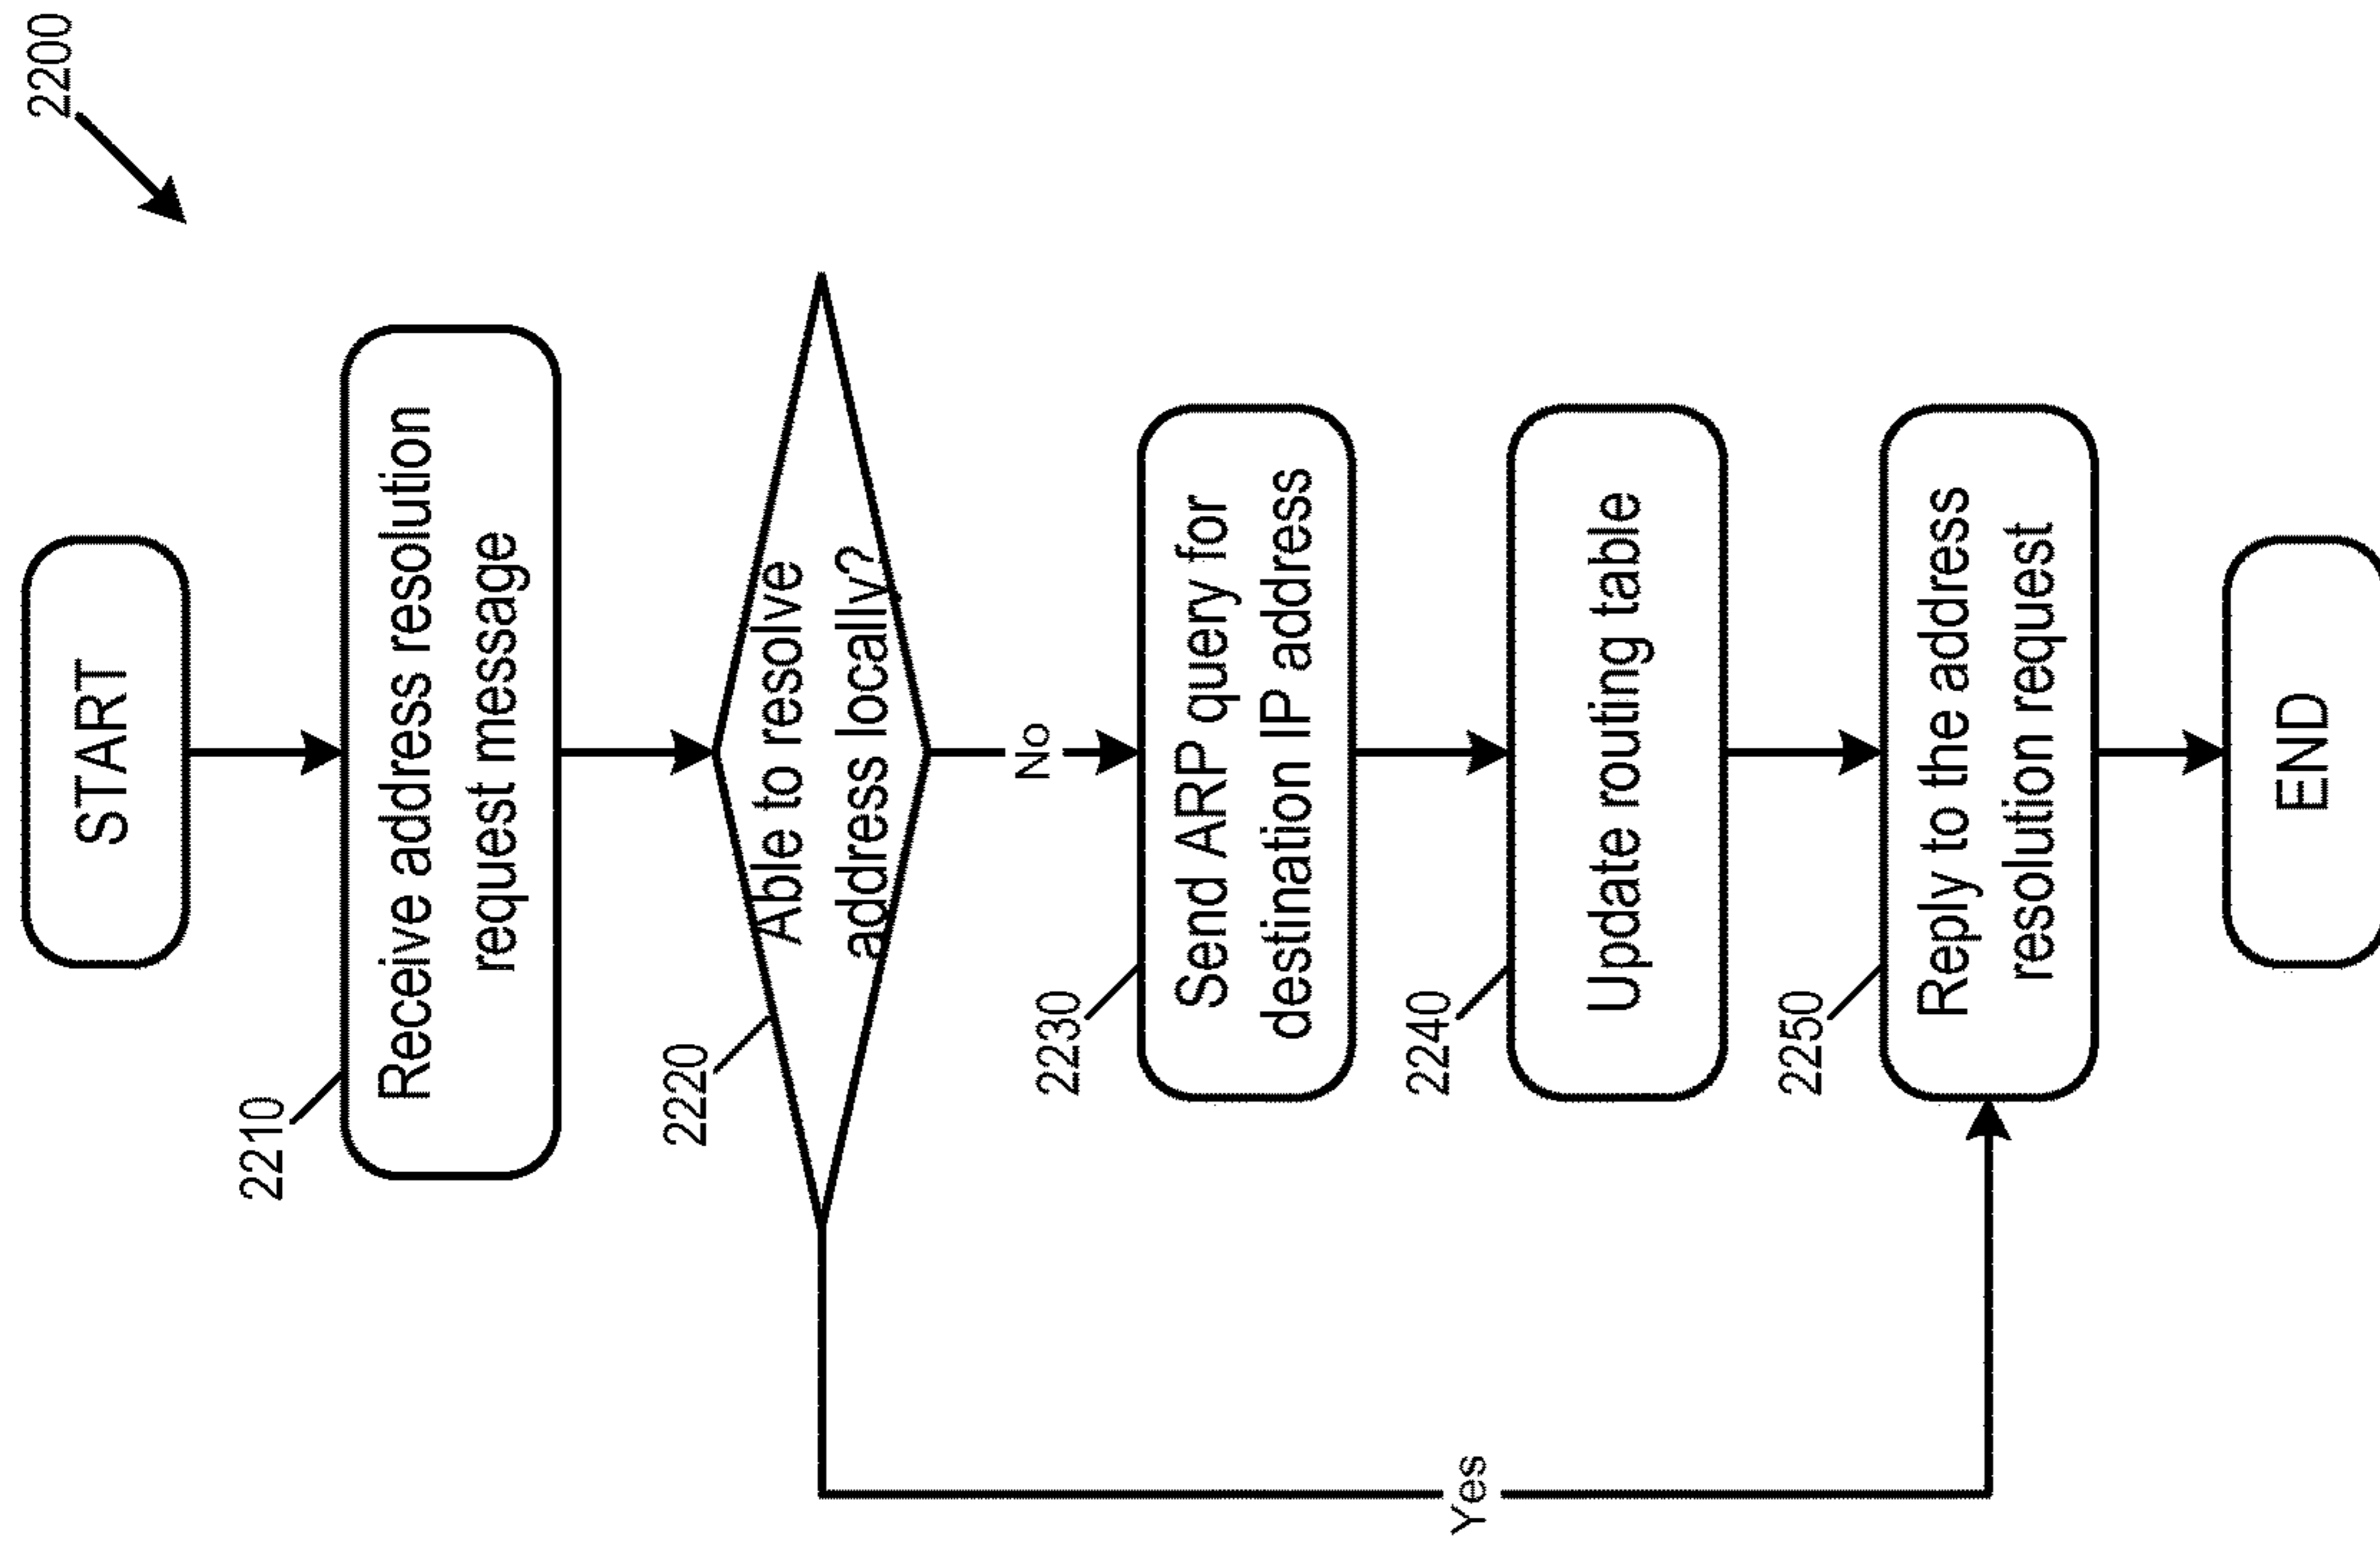 2200
START
2210
Receive address resolution
request message
2220
Able to resolve
address locally?
No
2230
Send ARP query for
destination IP address
2240
Update routing table
Yes
2250
Reply to the address
resolution request
END